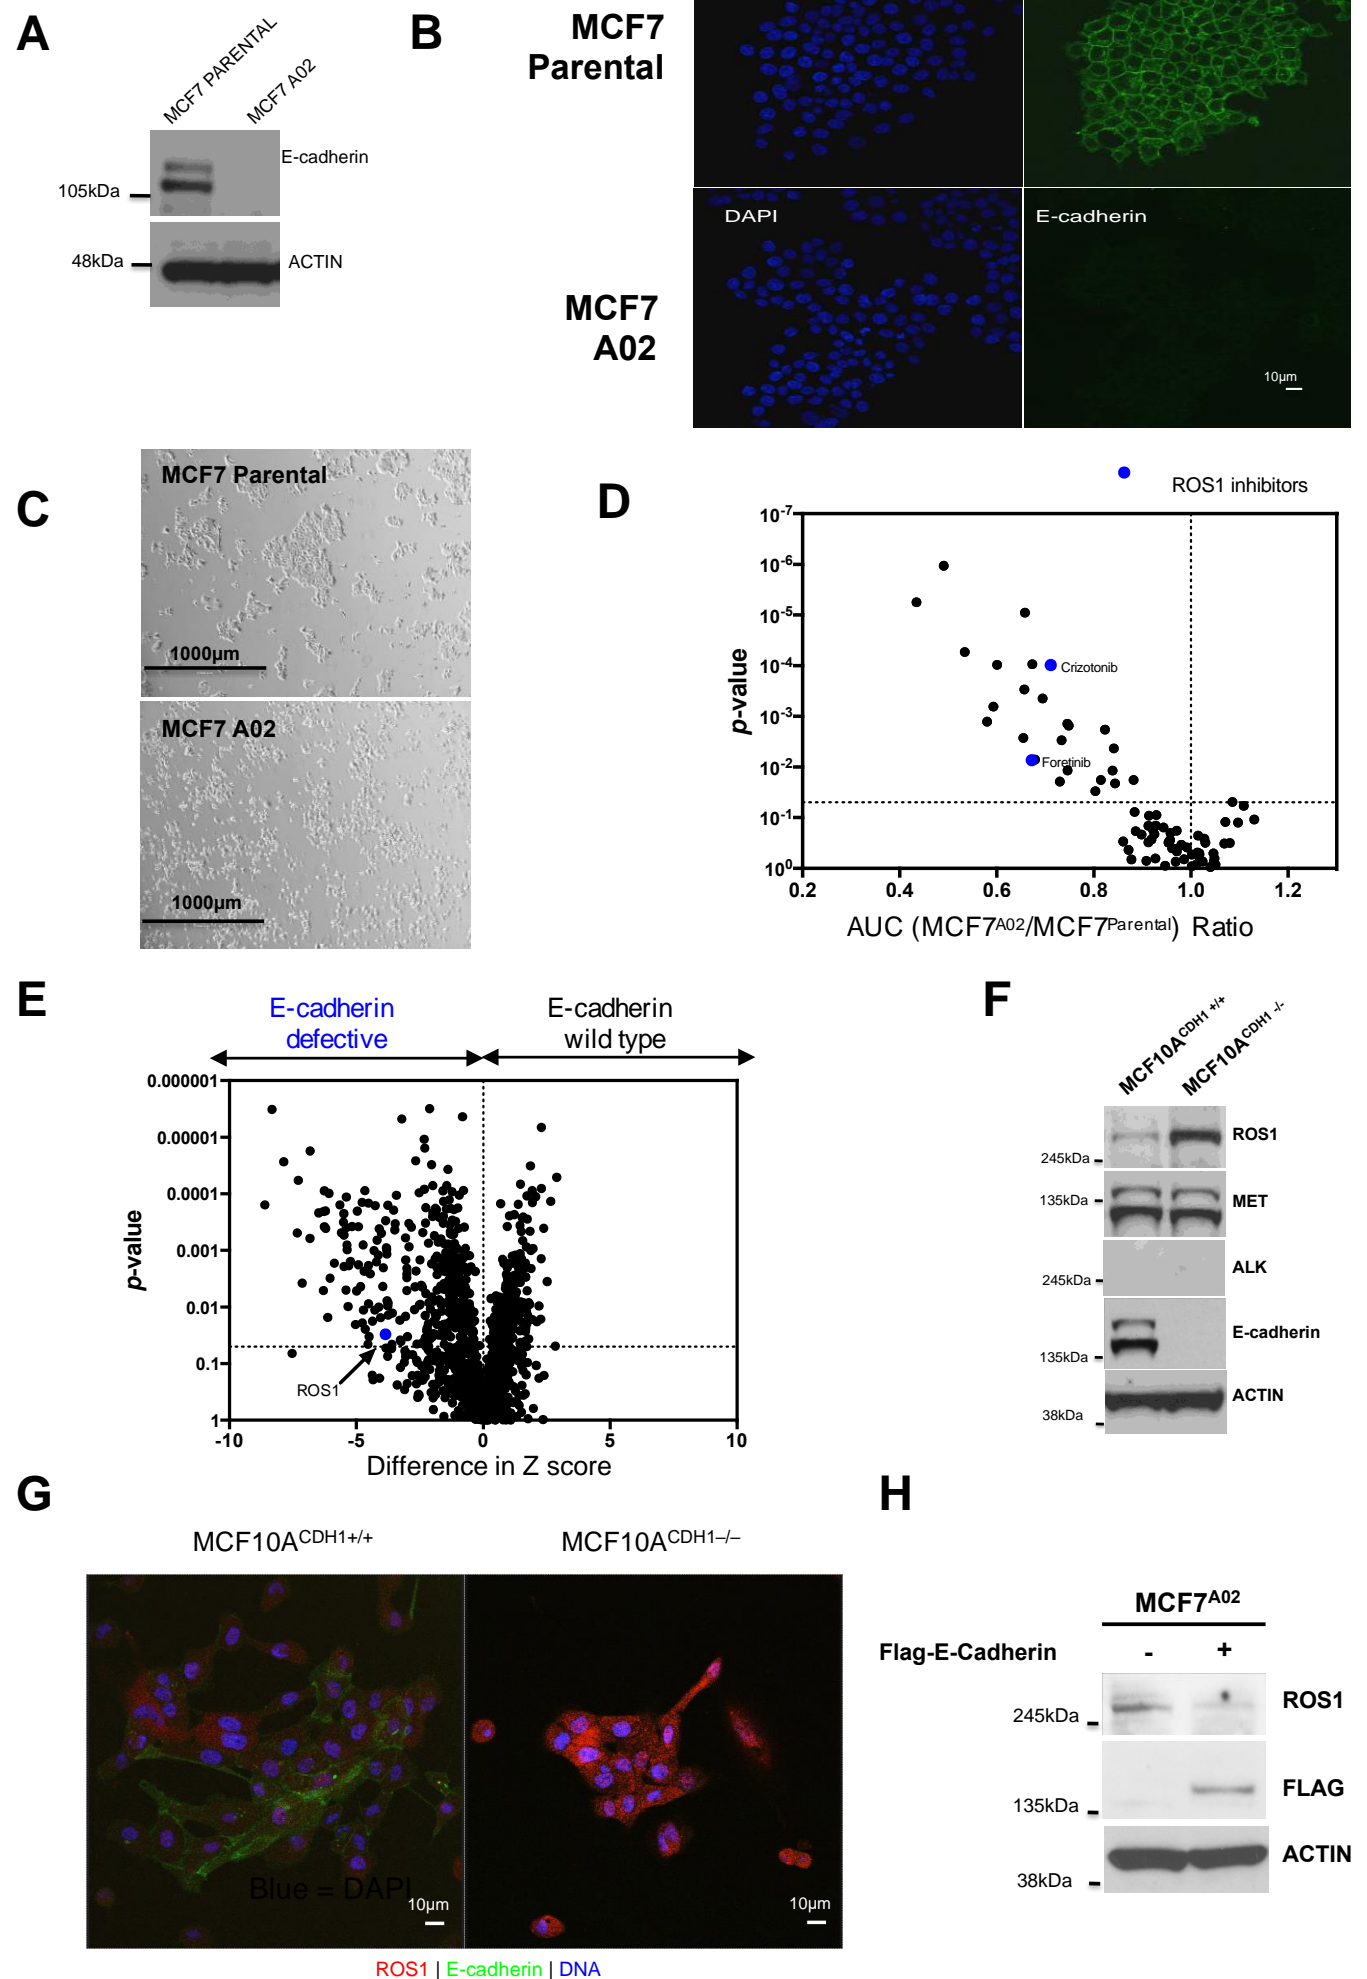 A
MCF7 PARENTAL
MCF7 A02
E-cadherin
105kDa
48kDa
ACTIN
B
MCF7
Parental
DAPI
E-cadherin
MCF7
A02
10µm
C
MCF7 Parental
1000µm
MCF7 A02
1000µm
D
ROS1 inhibitors
10-7
10-6
10-5
10-4
10-3
10-2
10-1
100
p-value
Crizotonib
Foretinib
0.2 0.4 0.6 0.8 1.0 1.2
AUC (MCF7A02/MCF7Parental) Ratio
E
E-cadherin
defective
E-cadherin
wild type
0.000001
0.00001
0.0001
0.001
0.01
0.1
1
p-value
ROS1
-10 -5 0 5 10
Difference in Z score
F
MCF10ACDH1 +/+
MCF10ACDH1 -/-
ROS1
245kDa
135kDa
MET
ALK
245kDa
E-cadherin
135kDa
ACTIN
38kDa
G
MCF10ACDH1+/+
MCF10ACDH1–/–
Blue = DAPI
10µm
10µm
ROS1 | E-cadherin | DNA
H
MCF7A02
Flag-E-Cadherin - +
ROS1
245kDa
FLAG
135kDa
ACTIN
38kDa